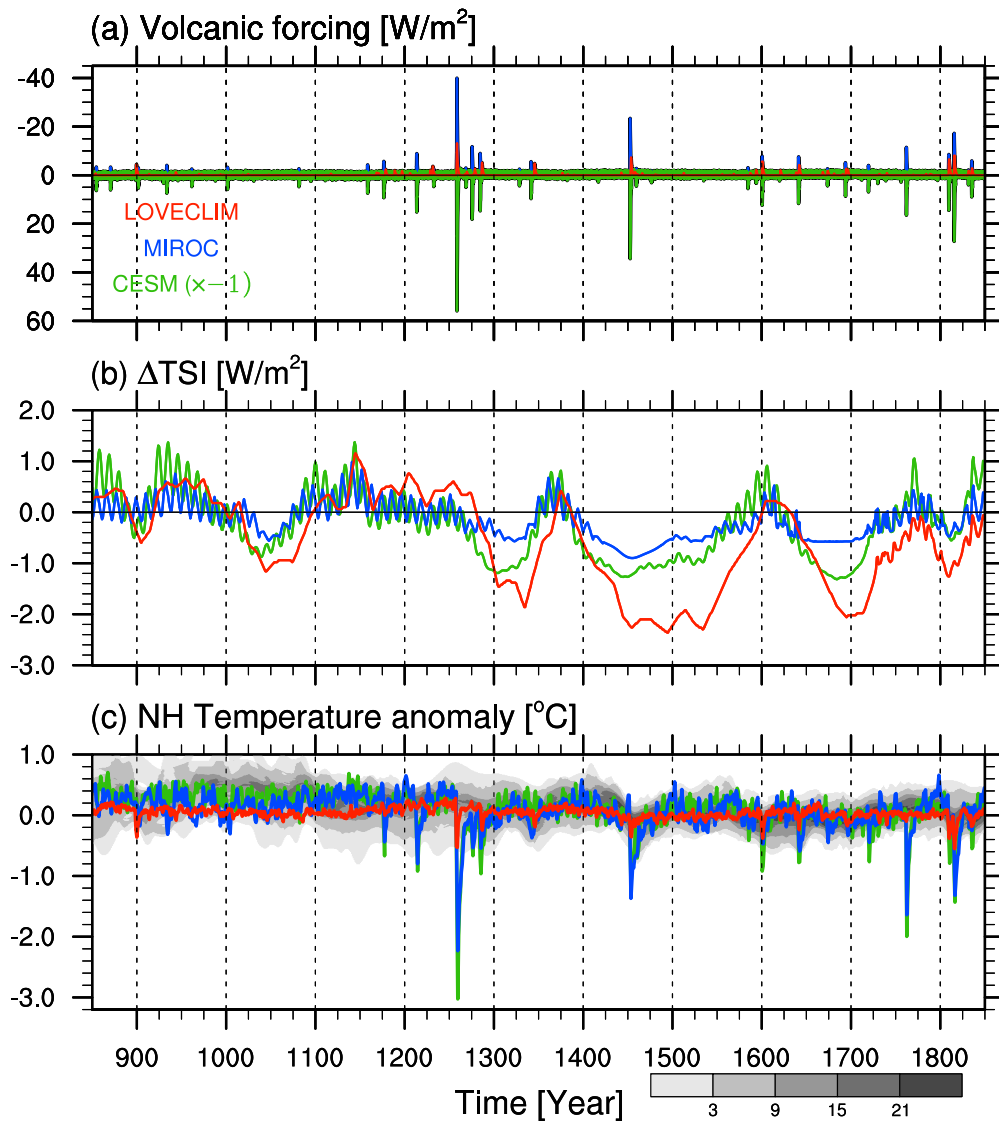 (a) Volcanic forcing [W/m²]
-40
-20
0
20
40
60
LOVECLIM
MIROC
CESM (×−1)
(b) ΔTSI [W/m²]
2.0
1.0
0.0
-1.0
-2.0
-3.0
(c) NH Temperature anomaly [°C]
1.0
0.0
-1.0
-2.0
-3.0
900 1000 1100 1200 1300 1400 1500 1600 1700 1800
Time [Year]
3 9 15 21